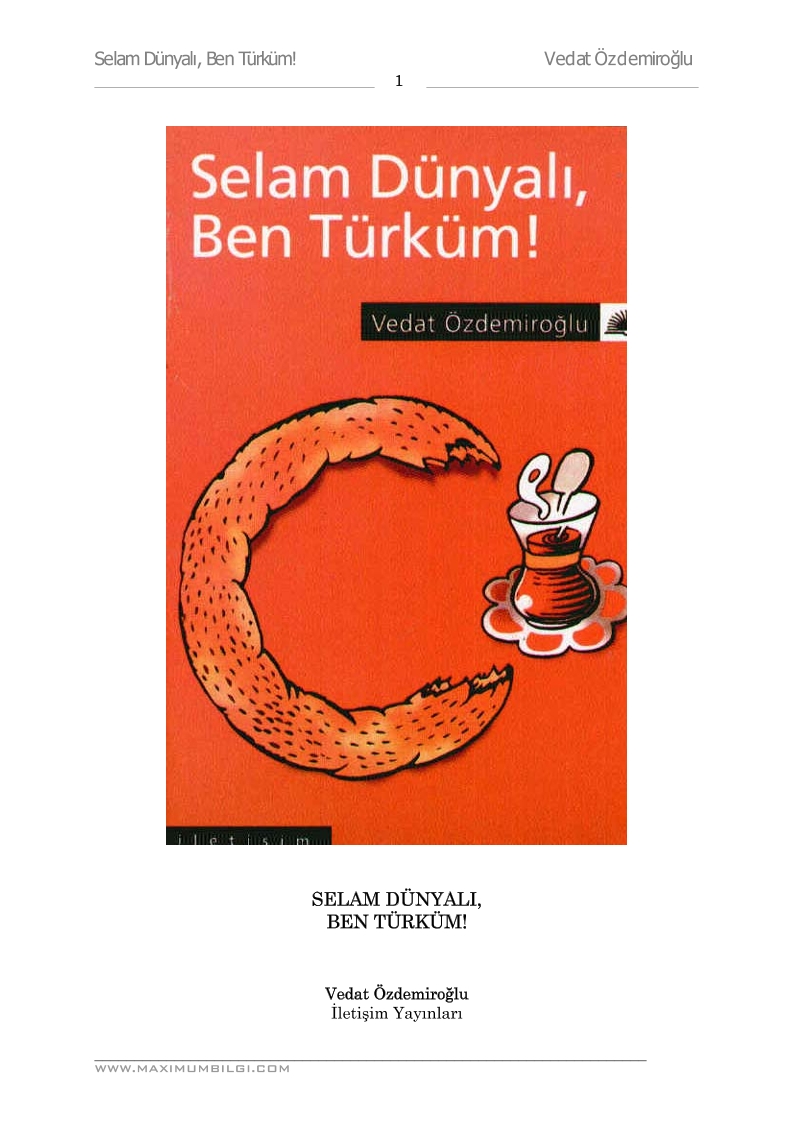 Selam Dünyalı, Ben Türküm! Vedat Özdemiroğlu
1
Selam Dünyalı,
Ben Türküm!
Vedat Özdemiroğlu
iletişim
SELAM DÜNYALI,
BEN TÜRKÜM!
Vedat Özdemiroğlu
İletişim Yayınları
WWW.MAXIMUMBILGI.COM